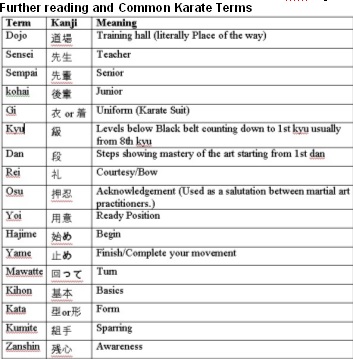 Further reading and Common Karate Terms
Term Kanji Meaning
Dojo 道場 Training hall (literally Place of the way)
Sensei 先生 Teacher
Sempai 先輩 Senior
kohai 後輩 Junior
Gi 衣 or 着 Uniform (Karate Suit)
Kyu 級 Levels below Black belt counting down to 1st kyu usually
from 8th kyu
Dan 段 Steps showing mastery of the art starting from 1st dan
Rei 礼 Courtesy/Bow
Osu 押忍 Acknowledgement (Used as a salutation between martial art
practitioners.)
Yoi 用意 Ready Position
Hajime 始め Begin
Yame 止め Finish/Complete your movement
Mawatte 回って Turn
Kihon 基本 Basics
Kata 型or形 Form
Kumite 組手 Sparring
Zanshin 残心 Awareness